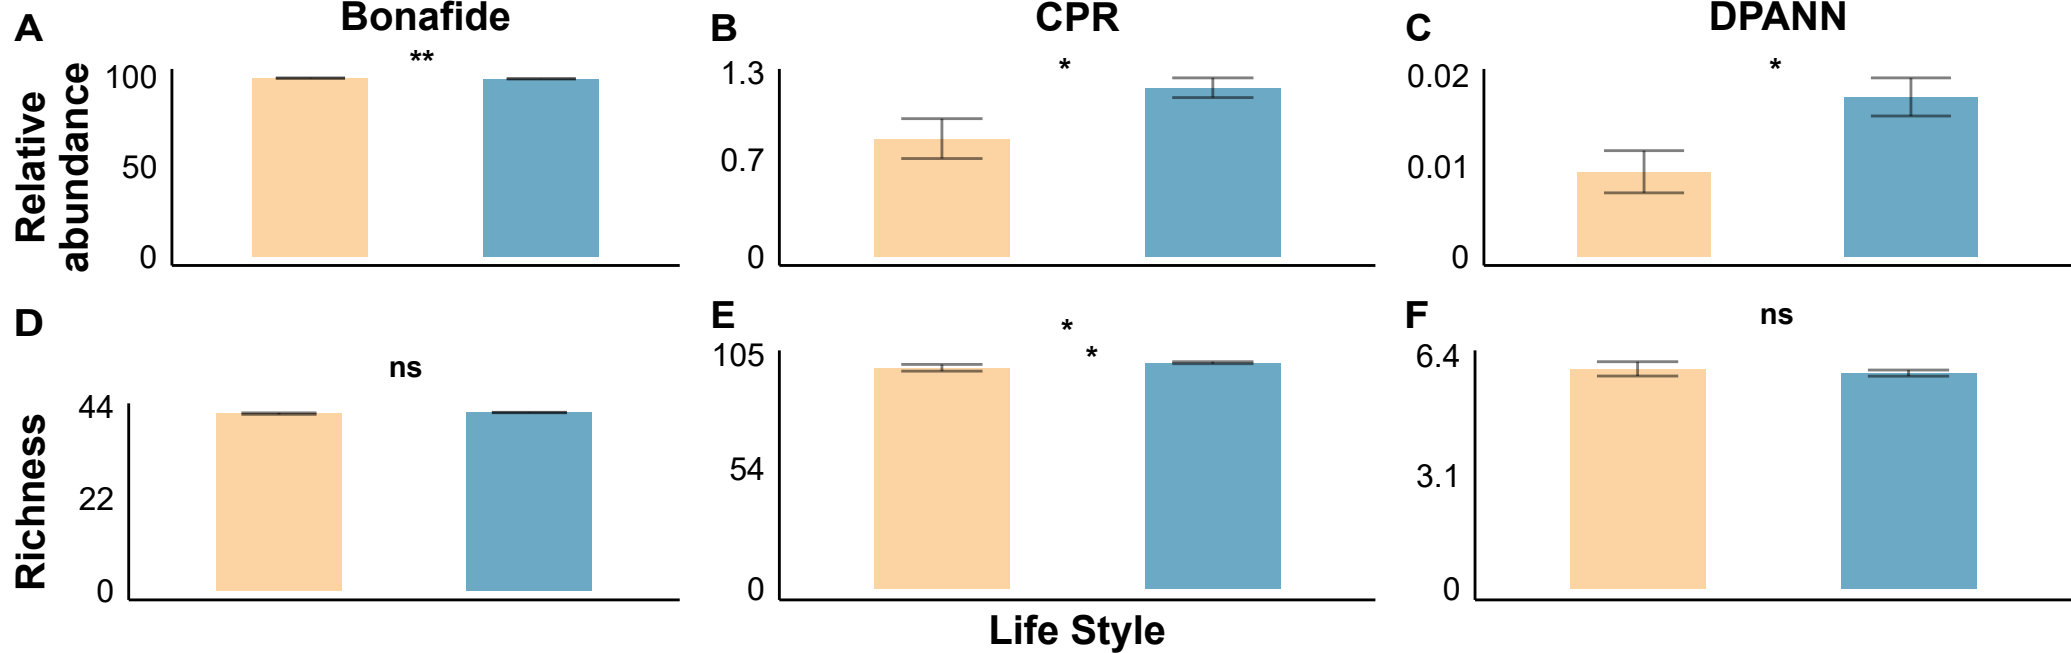 A
Bonafide
B
CPR
C
DPANN
**
*
*
Relative
abundance
100
50
0
1.3
0.7
0
0.02
0.01
0
D
E
F
ns
*
*
ns
Richness
44
22
0
105
54
0
6.4
3.1
0
Life Style